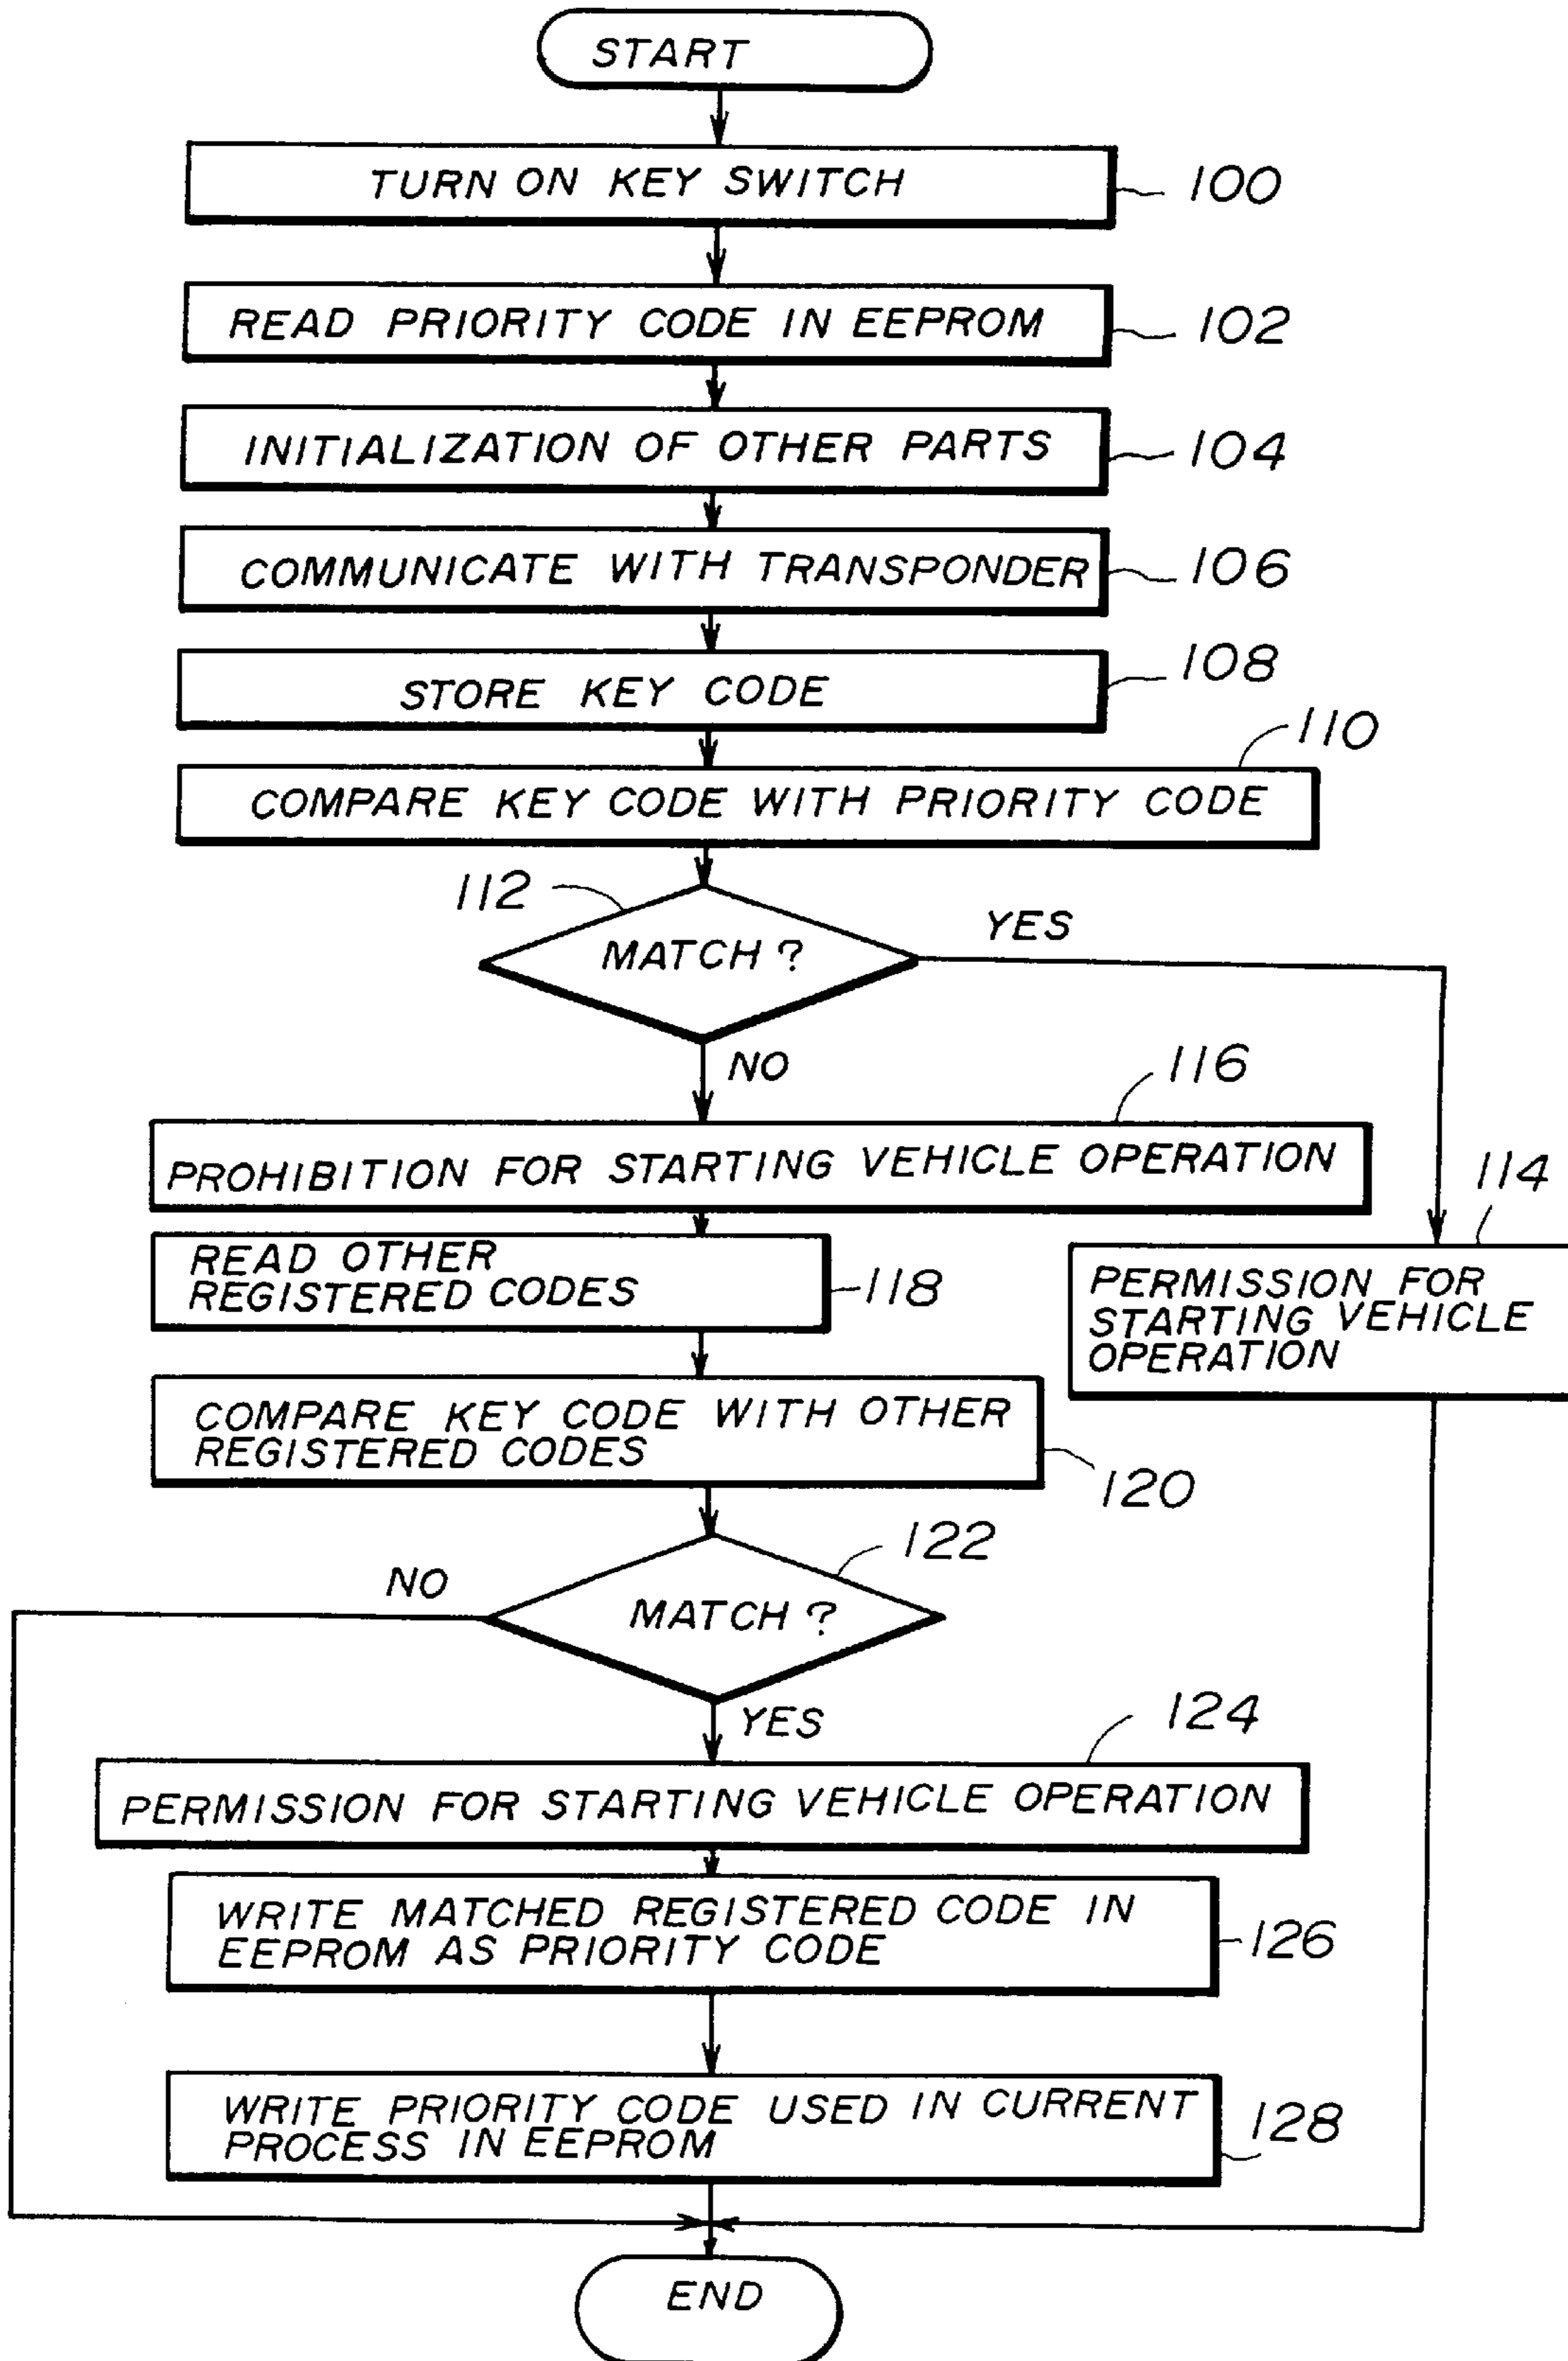 START
TURN ON KEY SWITCH
100
READ PRIORITY CODE IN EEPROM
102
INITIALIZATION OF OTHER PARTS
104
COMMUNICATE WITH TRANSPONDER
106
STORE KEY CODE
108
110
COMPARE KEY CODE WITH PRIORITY CODE
112
MATCH ?
YES
NO
116
PROHIBITION FOR STARTING VEHICLE OPERATION
114
READ OTHER
REGISTERED CODES
118
PERMISSION FOR
STARTING VEHICLE
OPERATION
COMPARE KEY CODE WITH OTHER
REGISTERED CODES
120
122
NO
MATCH ?
YES
124
PERMISSION FOR STARTING VEHICLE OPERATION
WRITE MATCHED REGISTERED CODE IN
EEPROM AS PRIORITY CODE
126
WRITE PRIORITY CODE USED IN CURRENT
PROCESS IN EEPROM
128
END